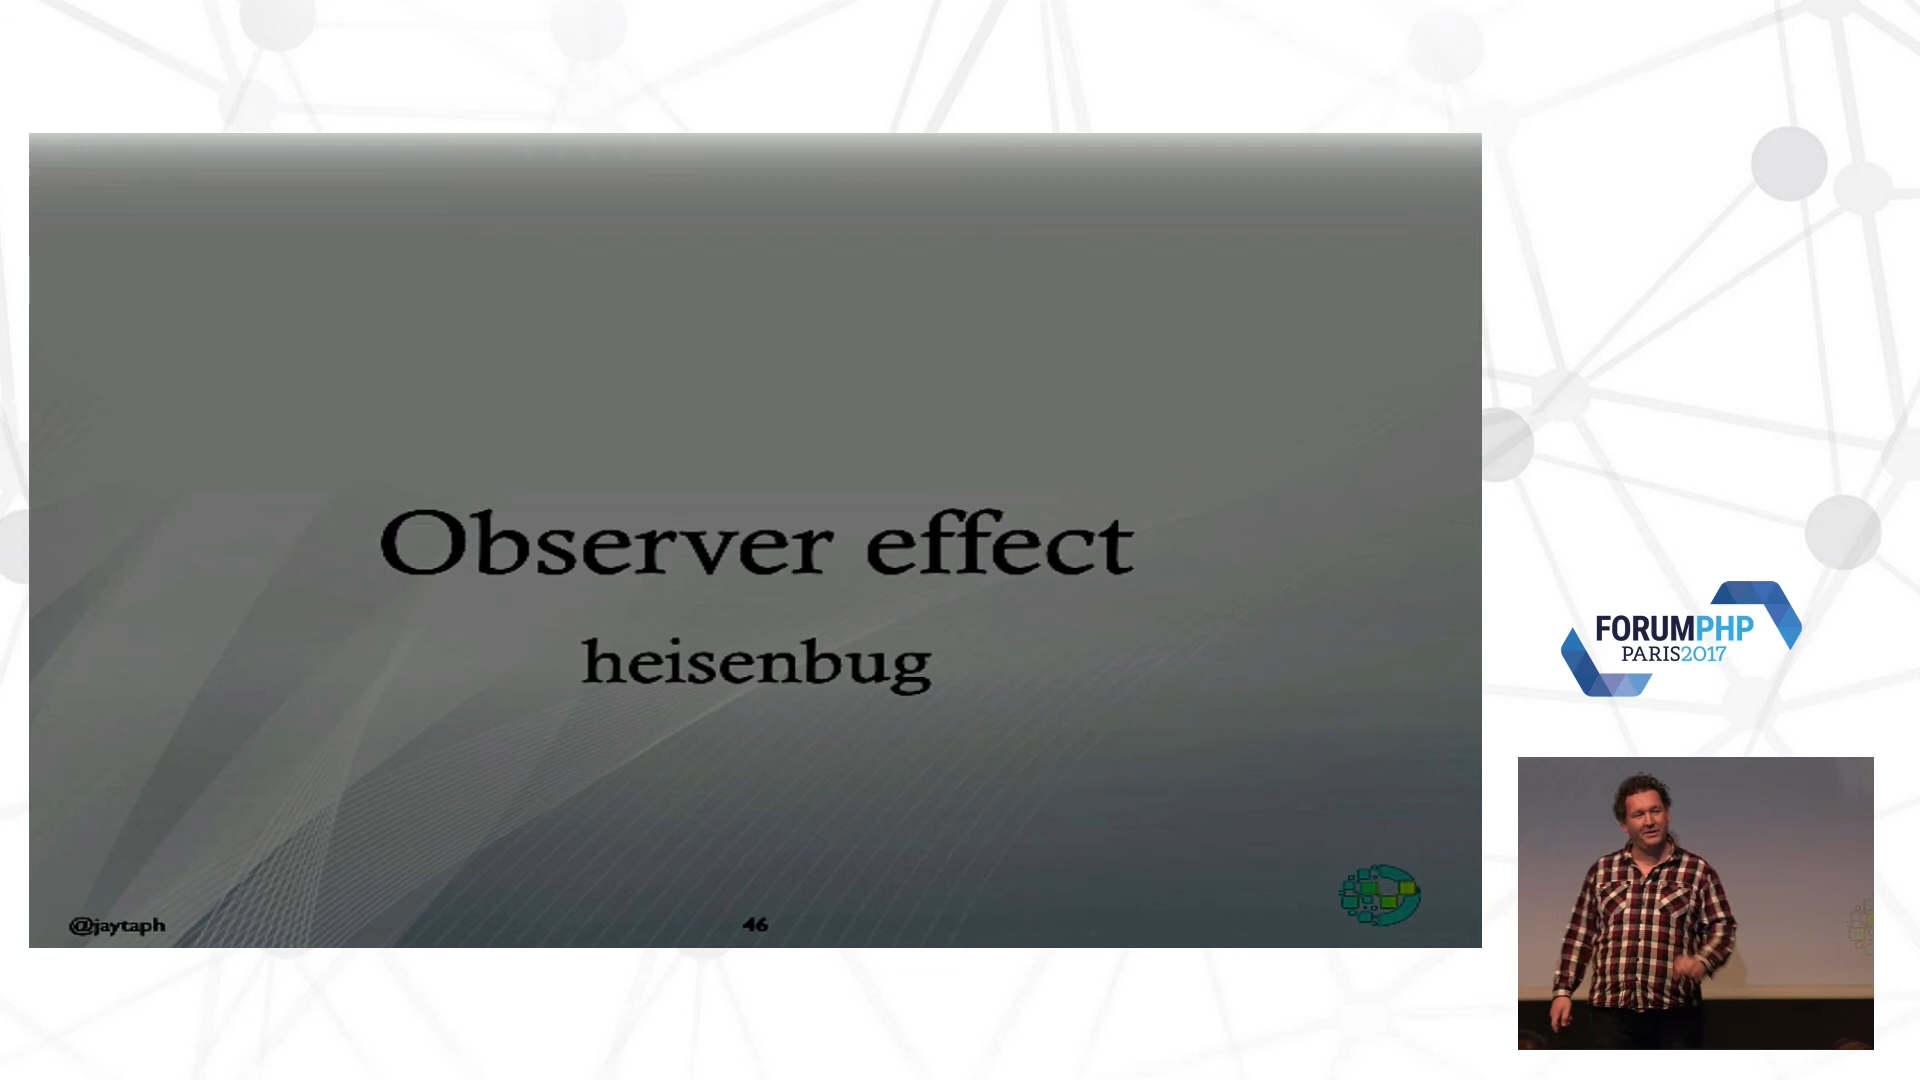 Observer effect
heisenbug
@jaytaph
46
FORUMPHP
PARIS2017